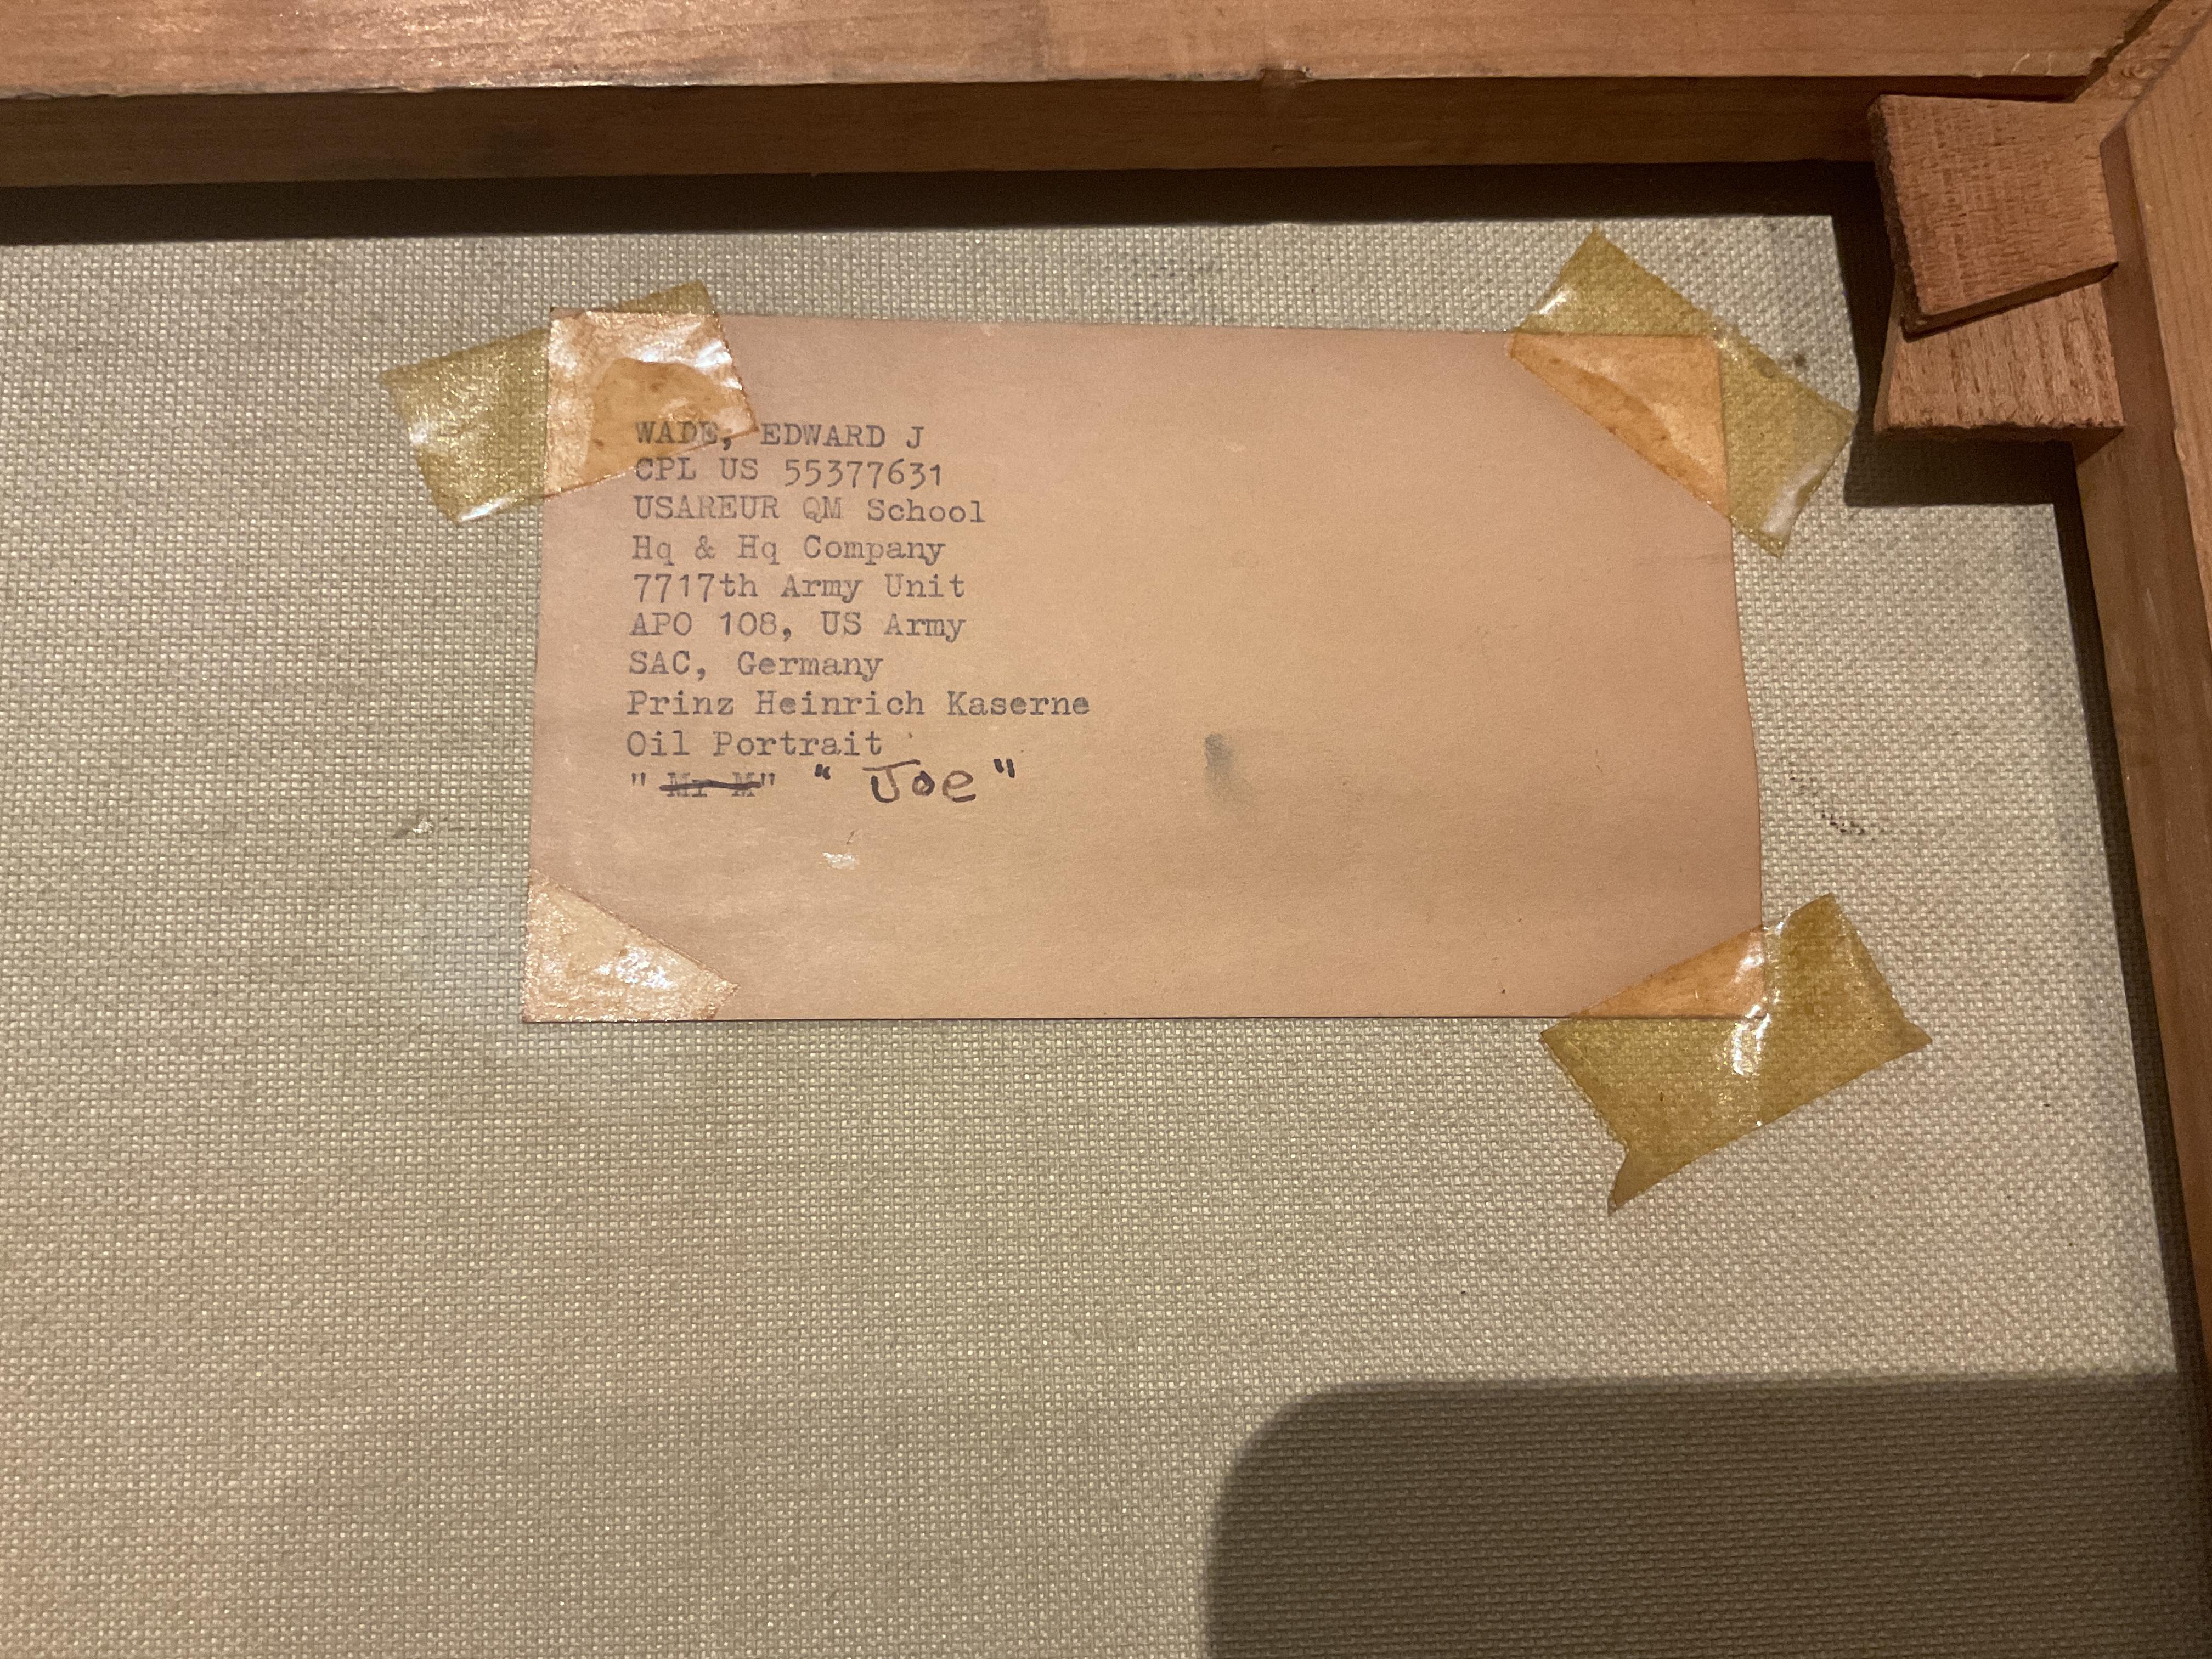 WADE, EDWARD J
CPL US 55377631
USAREUR QM School
Hq & Hq Company
7717th Army Unit
APO 108, US Army
SAC, Germany
Prinz Heinrich Kaserne
Oil Portrait
"Mr M" "Joe"